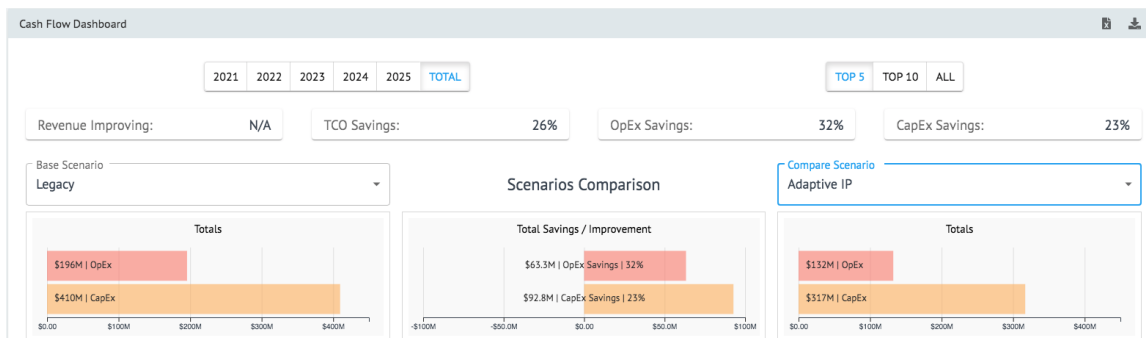 Cash Flow Dashboard
2021 2022 2023 2024 2025 TOTAL TOP 5 TOP 10 ALL
Revenue Improving: N/A TCO Savings: 26% OpEx Savings: 32% CapEx Savings: 23%
Base Scenario
Legacy
Scenarios Comparison
Compare Scenario
Adaptive IP
Totals
$196M | OpEx
$410M | CapEx
$0.00 $100M $200M $300M $400M
Total Savings / Improvement
$63.3M | OpEx Savings | 32%
$92.8M | CapEx Savings | 23%
-$100M -$50.0M $0.00 $50.0M $100M
Totals
$132M | OpEx
$317M | CapEx
$0.00 $100M $200M $300M $400M